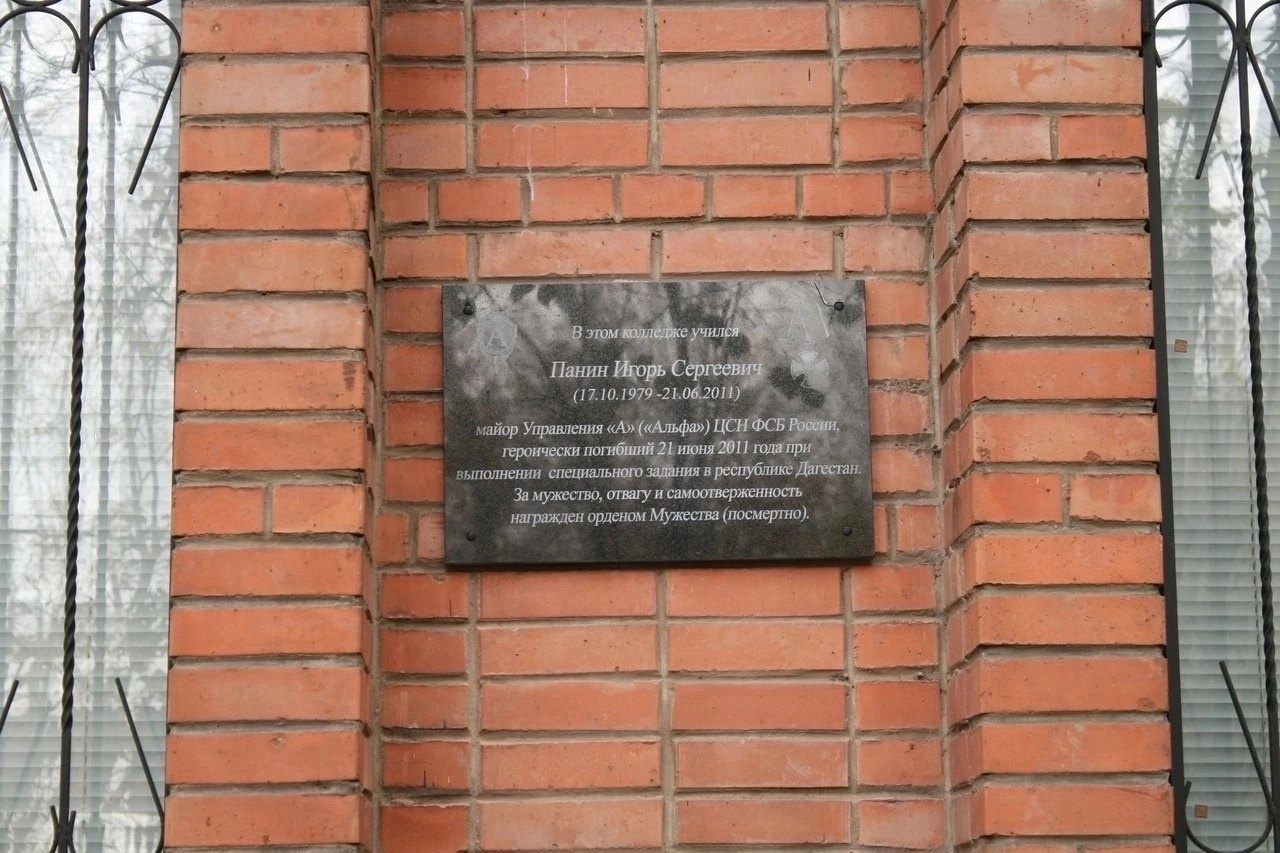 В этом колледже учился
Панин Игорь Сергеевич
(17.10.1979 -21.06.2011)
майор Управления «А» («Альфа») ЦСН ФСБ России,
героически погибший 21 июня 2011 года при
выполнении специального задания в республике Дагестан.
За мужество, отвагу и самоотверженность
награжден орденом Мужества (посмертно).